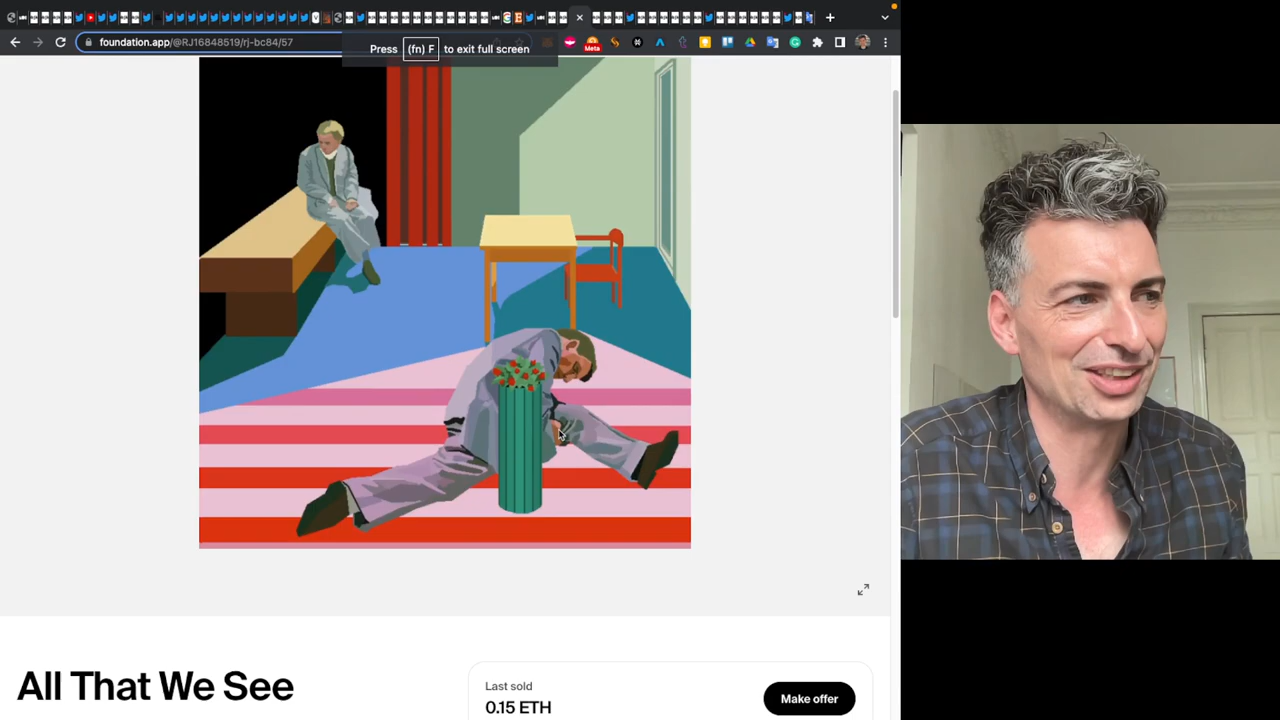 foundation.app/@RJ16848519/rj-bc84/57
Press (fn) F to exit full screen
Meta
All That We See
Last sold
0.15 ETH
Make offer